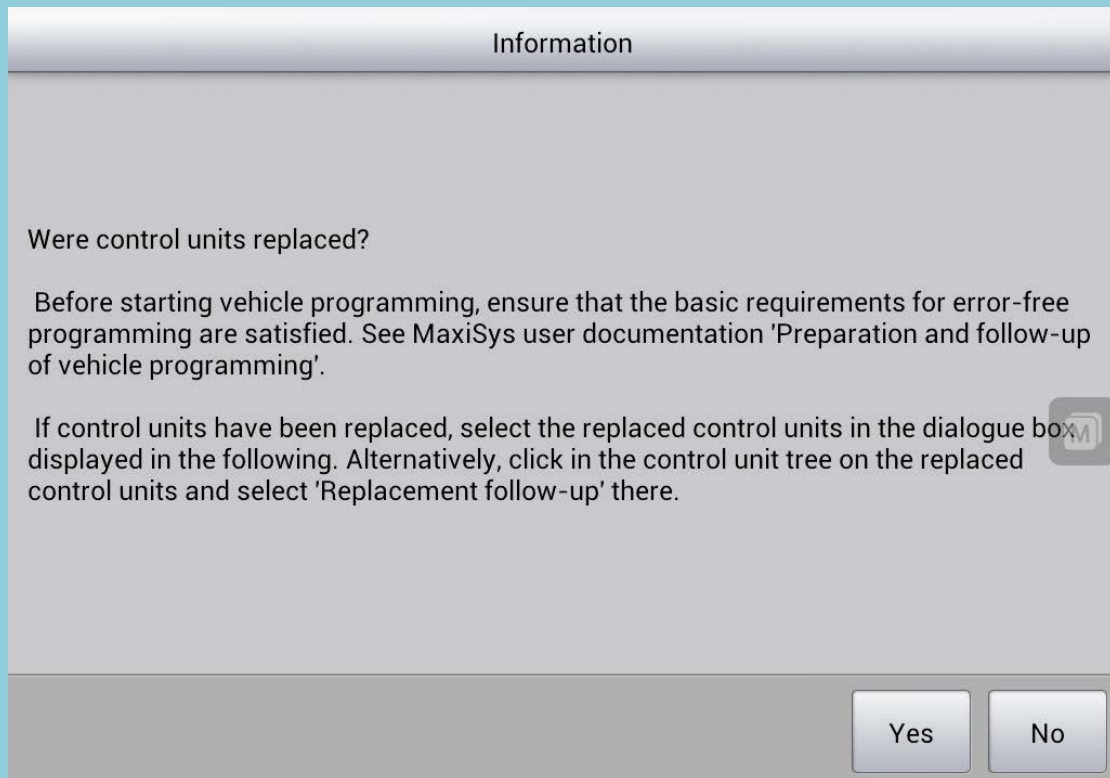 Information
Were control units replaced?
Before starting vehicle programming, ensure that the basic requirements for error-free
programming are satisfied. See MaxiSys user documentation 'Preparation and follow-up
of vehicle programming'.
If control units have been replaced, select the replaced control units in the dialogue box
displayed in the following. Alternatively, click in the control unit tree on the replaced
control units and select 'Replacement follow-up' there.
M
Yes
No